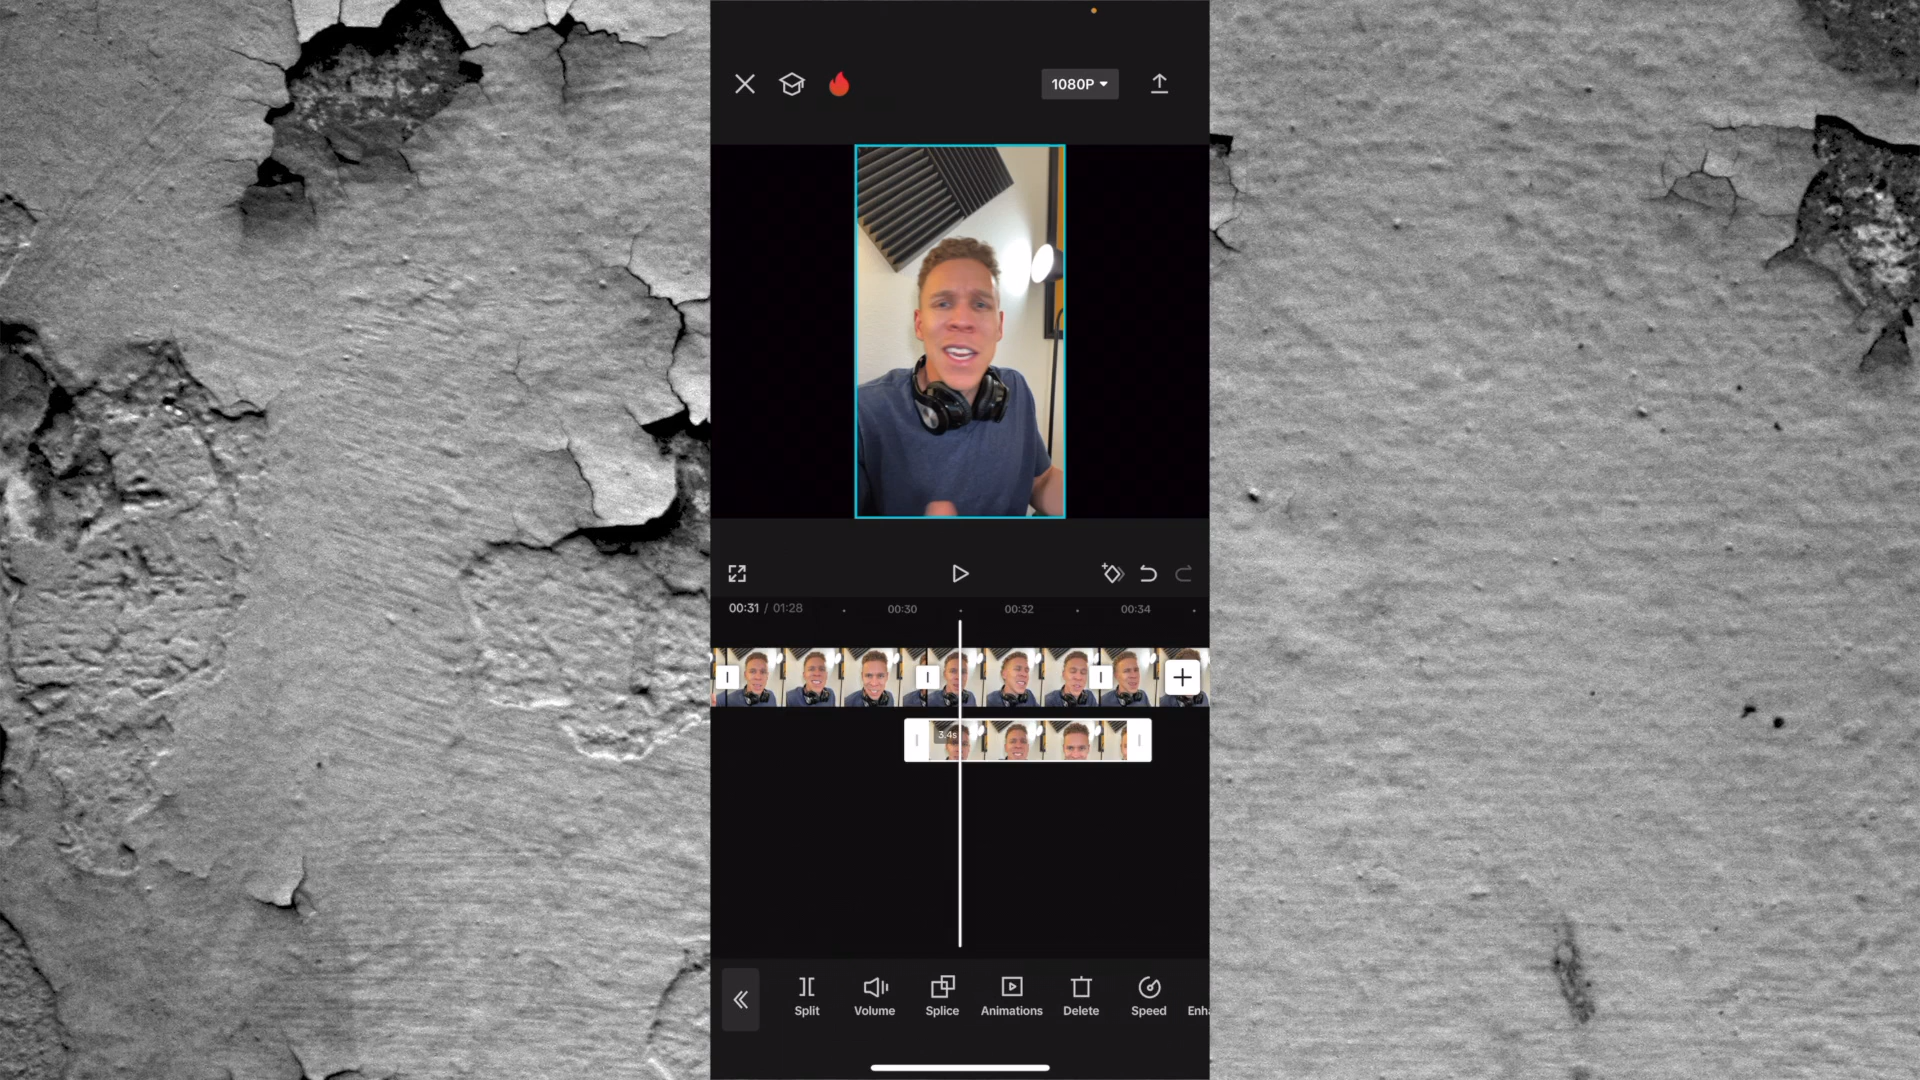 1080P
00:31 / 01:28
00:30
00:32
00:34
3.4s
Split
Volume
Splice
Animations
Delete
Speed
Enh